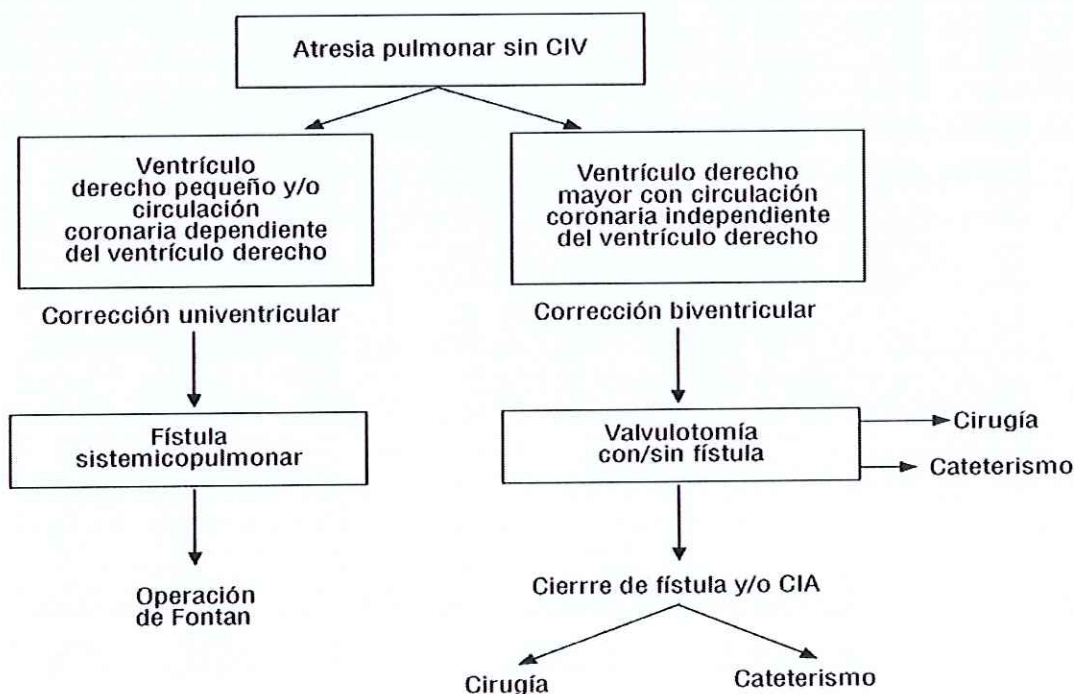 Atresia pulmonar sin CIV
Ventrículo
derecho pequeño y/o
circulación
coronaria dependiente
del ventrículo derecho
Ventrículo derecho
mayor con circulación
coronaria independiente
del ventrículo derecho
Corrección univentricular
Corrección biventricular
Fístula
sistemicopulmonar
Valvulotomía
con/sin fístula
Cirugía
Cateterismo
Operación
de Fontan
Cierrre de fístula y/o CIA
Cirugía
Cateterismo